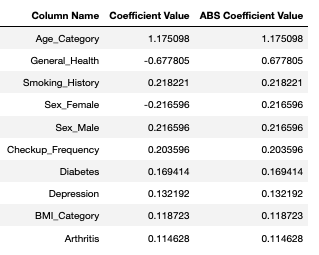 Column Name Coefficient Value ABS Coefficient Value
Age_Category 1.175098 1.175098
General_Health -0.677805 0.677805
Smoking_History 0.218221 0.218221
Sex_Female -0.216596 0.216596
Sex_Male 0.216596 0.216596
Checkup_Frequency 0.203596 0.203596
Diabetes 0.169414 0.169414
Depression 0.132192 0.132192
BMI_Category 0.118723 0.118723
Arthritis 0.114628 0.114628